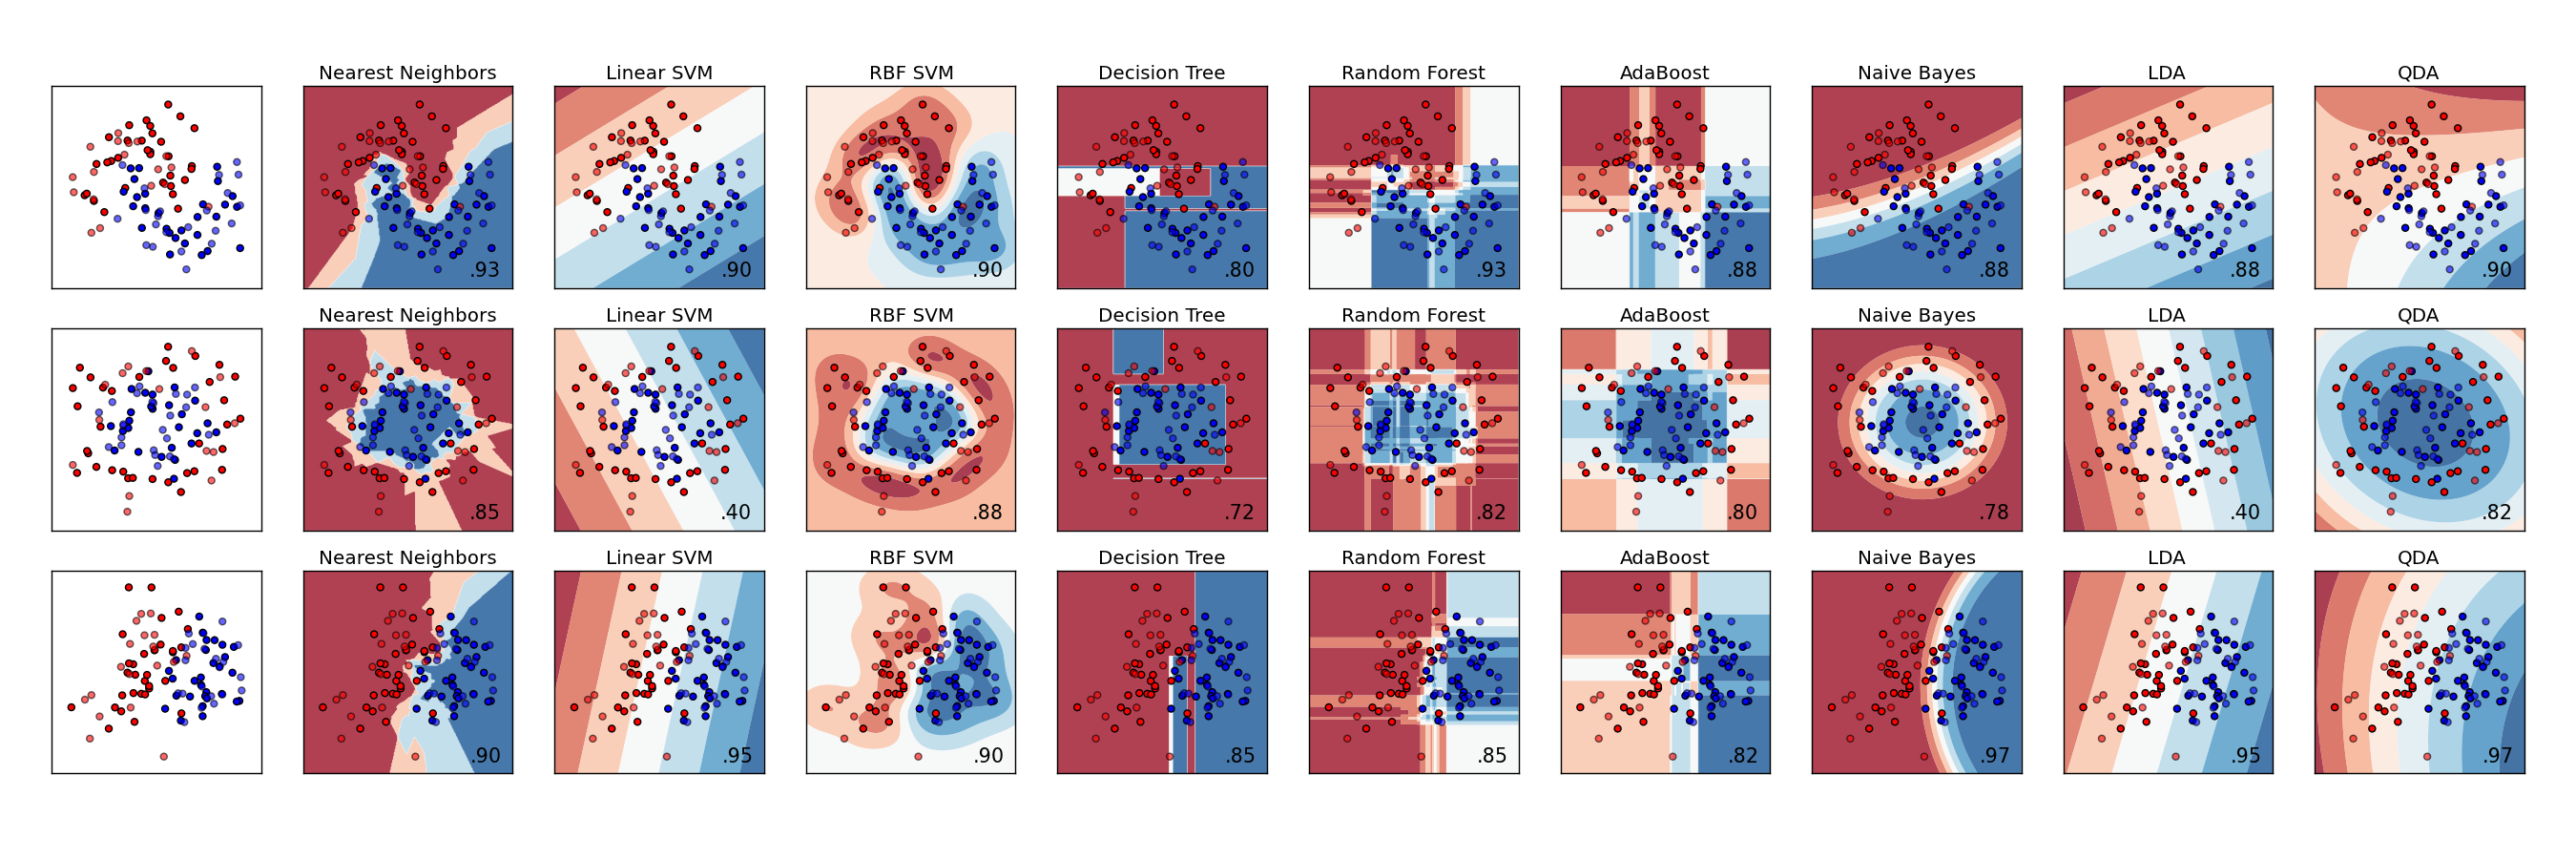 Nearest Neighbors Linear SVM RBF SVM Decision Tree Random Forest AdaBoost Naive Bayes LDA QDA
.93 .90 .90 .80 .93 .88 .88 .88 .90
Nearest Neighbors Linear SVM RBF SVM Decision Tree Random Forest AdaBoost Naive Bayes LDA QDA
.85 .40 .88 .72 .82 .80 .78 .40 .82
Nearest Neighbors Linear SVM RBF SVM Decision Tree Random Forest AdaBoost Naive Bayes LDA QDA
.90 .95 .90 .85 .85 .82 .97 .95 .97